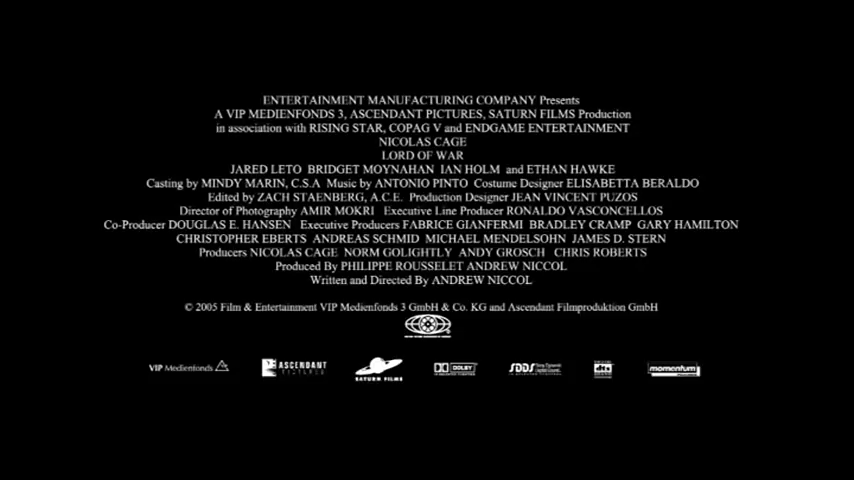 ENTERTAINMENT MANUFACTURING COMPANY Presents
A VIP MEDIENFONDS 3, ASCENDANT PICTURES, SATURN FILMS Production
in association with RISING STAR, COPAG V and ENDGAME ENTERTAINMENT
NICOLAS CAGE
LORD OF WAR
JARED LETO BRIDGET MOYNAHAN IAN HOLM and ETHAN HAWKE
Casting by MINDY MARIN, C.S.A Music by ANTONIO PINTO Costume Designer ELISABETTA BERALDO
Edited by ZACH STAENBERG, A.C.E. Production Designer JEAN VINCENT PUZOS
Director of Photography AMIR MOKRI Executive Line Producer RONALDO VASCONCELLOS
Co-Producer DOUGLAS E. HANSEN Executive Producers FABRICE GIANFERMI BRADLEY CRAMP GARY HAMILTON
CHRISTOPHER EBERTS ANDREAS SCHMID MICHAEL MENDELSOHN JAMES D. STERN
Producers NICOLAS CAGE NORM GOLIGHTLY ANDY GROSCH CHRIS ROBERTS
Produced By PHILIPPE ROUSSELET ANDREW NICCOL
Written and Directed By ANDREW NICCOL
© 2005 Film & Entertainment VIP Medienfonds 3 GmbH & Co. KG and Ascendant Filmproduktion GmbH
VIP Medienfonds ASCENDANT PICTURES SATURN FILMS DOLBY SDDS Sony Dynamic Digital Sound dts momentum